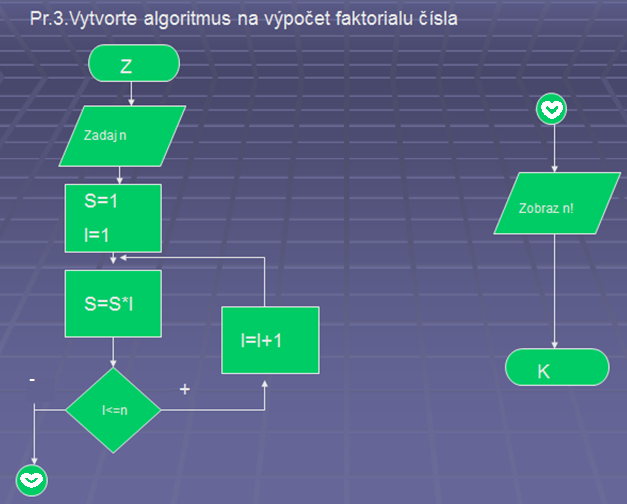 Pr.3.Vytvorte algoritmus na výpočet faktorialu čísla
Z
Zadaj n
S=1
I=1
S=S*I
I=I+1
-
+
I<=n
Zobraz n!
K